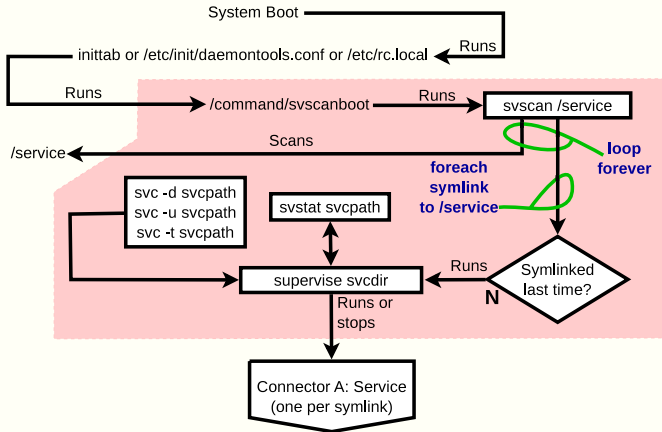 System Boot
Runs
inittab or /etc/init/daemontools.conf or /etc/rc.local
Runs
/command/svscanboot
Runs
svscan /service
/service
Scans
loop
forever
foreach
symlink
to /service
svc -d svcpath
svc -u svcpath
svc -t svcpath
svstat svcpath
Symlinked
last time?
N
Runs
supervise svcdir
Runs or
stops
Connector A: Service
(one per symlink)